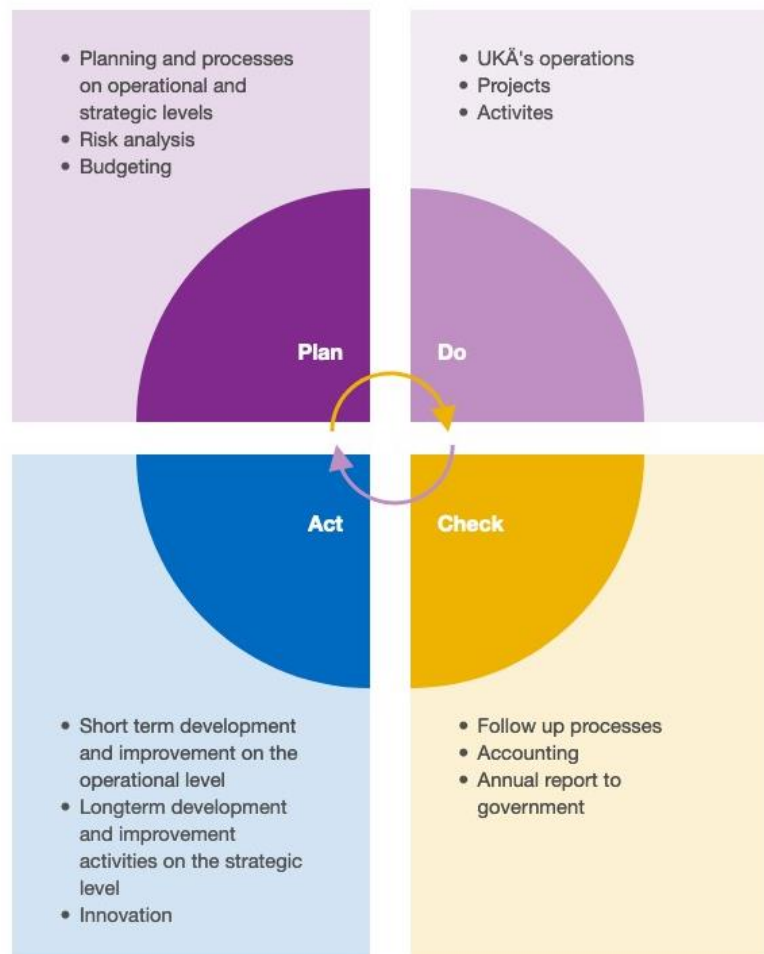 • Planning and processes
on operational and
strategic levels
• Risk analysis
• Budgeting
• UKÄ's operations
• Projects
• Activites
Plan
Do
Act
Check
• Short term development
and improvement on the
operational level
• Longterm development
and improvement
activities on the strategic
level
• Innovation
• Follow up processes
• Accounting
• Annual report to
government